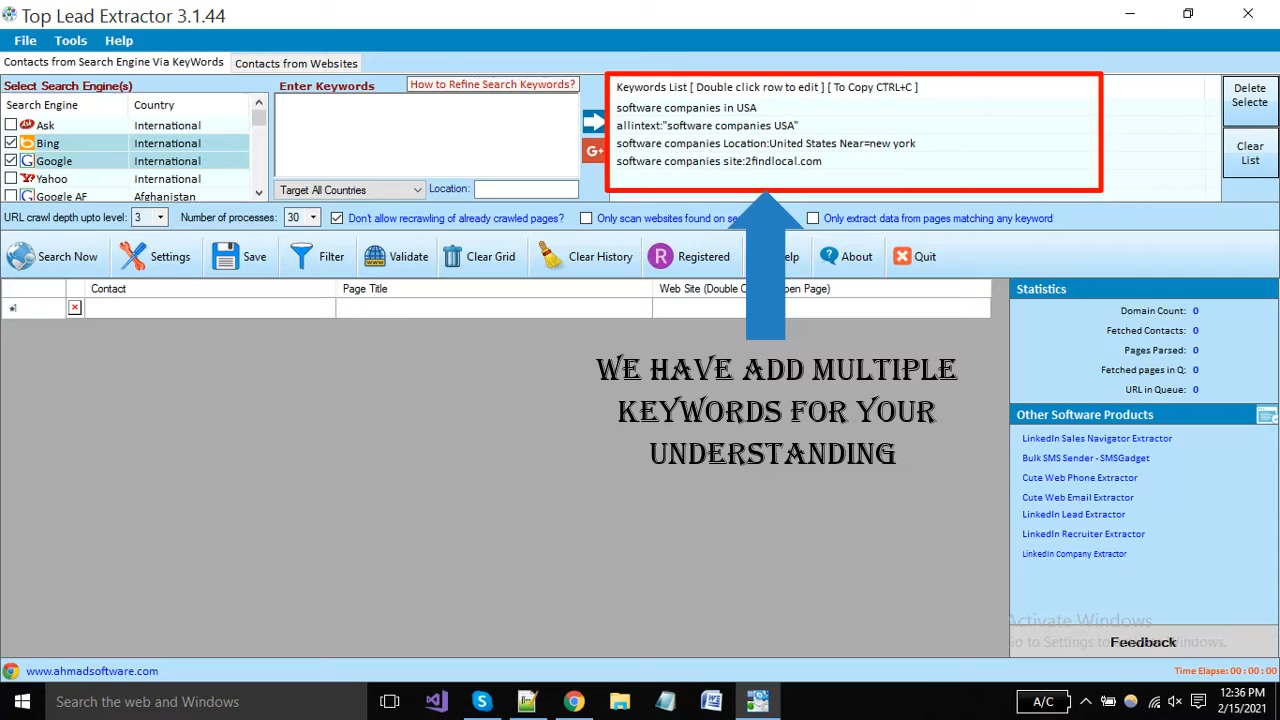 Top Lead Extractor 3.1.44
File Tools Help
Contacts from Search Engine Via KeyWords Contacts from Websites
Select Search Engine(s)
Search Engine Country
Ask International
Bing International
Google International
Yahoo International
Google AF Afghanistan
Enter Keywords How to Refine Search Keywords?
G+
Target All Countries Location:
Keywords List [ Double click row to edit ] [ To Copy CTRL+C ]
software companies in USA
allintext:"software companies USA"
software companies Location:United States Near=new york
software companies site:2findlocal.com
Delete
Selecte
Clear
List
URL crawl depth upto level: 3 Number of processes: 30 Don't allow recrawling of already crawled pages? Only scan websites found on Only extract data from pages matching any keyword
Search Now Settings Save Filter Validate Clear Grid Clear History R Registered elp About Quit
Contact Page Title Web Site (Double C pen Page)
WE HAVE ADD MULTIPLE
KEYWORDS FOR YOUR
UNDERSTANDING
Statistics
Domain Count: 0
Fetched Contacts: 0
Pages Parsed: 0
Fetched pages in Q: 0
URL in Queue: 0
Other Software Products
LinkedIn Sales Navigator Extractor
Bulk SMS Sender - SMSGadget
Cute Web Phone Extractor
Cute Web Email Extractor
LinkedIn Lead Extractor
LinkedIn Recruiter Extractor
Linkedin Company Extractor
Activate Windows
Go to Settings to Windows.
Feedback
www.ahmadsoftware.com Time Elapse: 00 : 00 : 00
Search the web and Windows
A/C
12:36 PM
2/15/2021